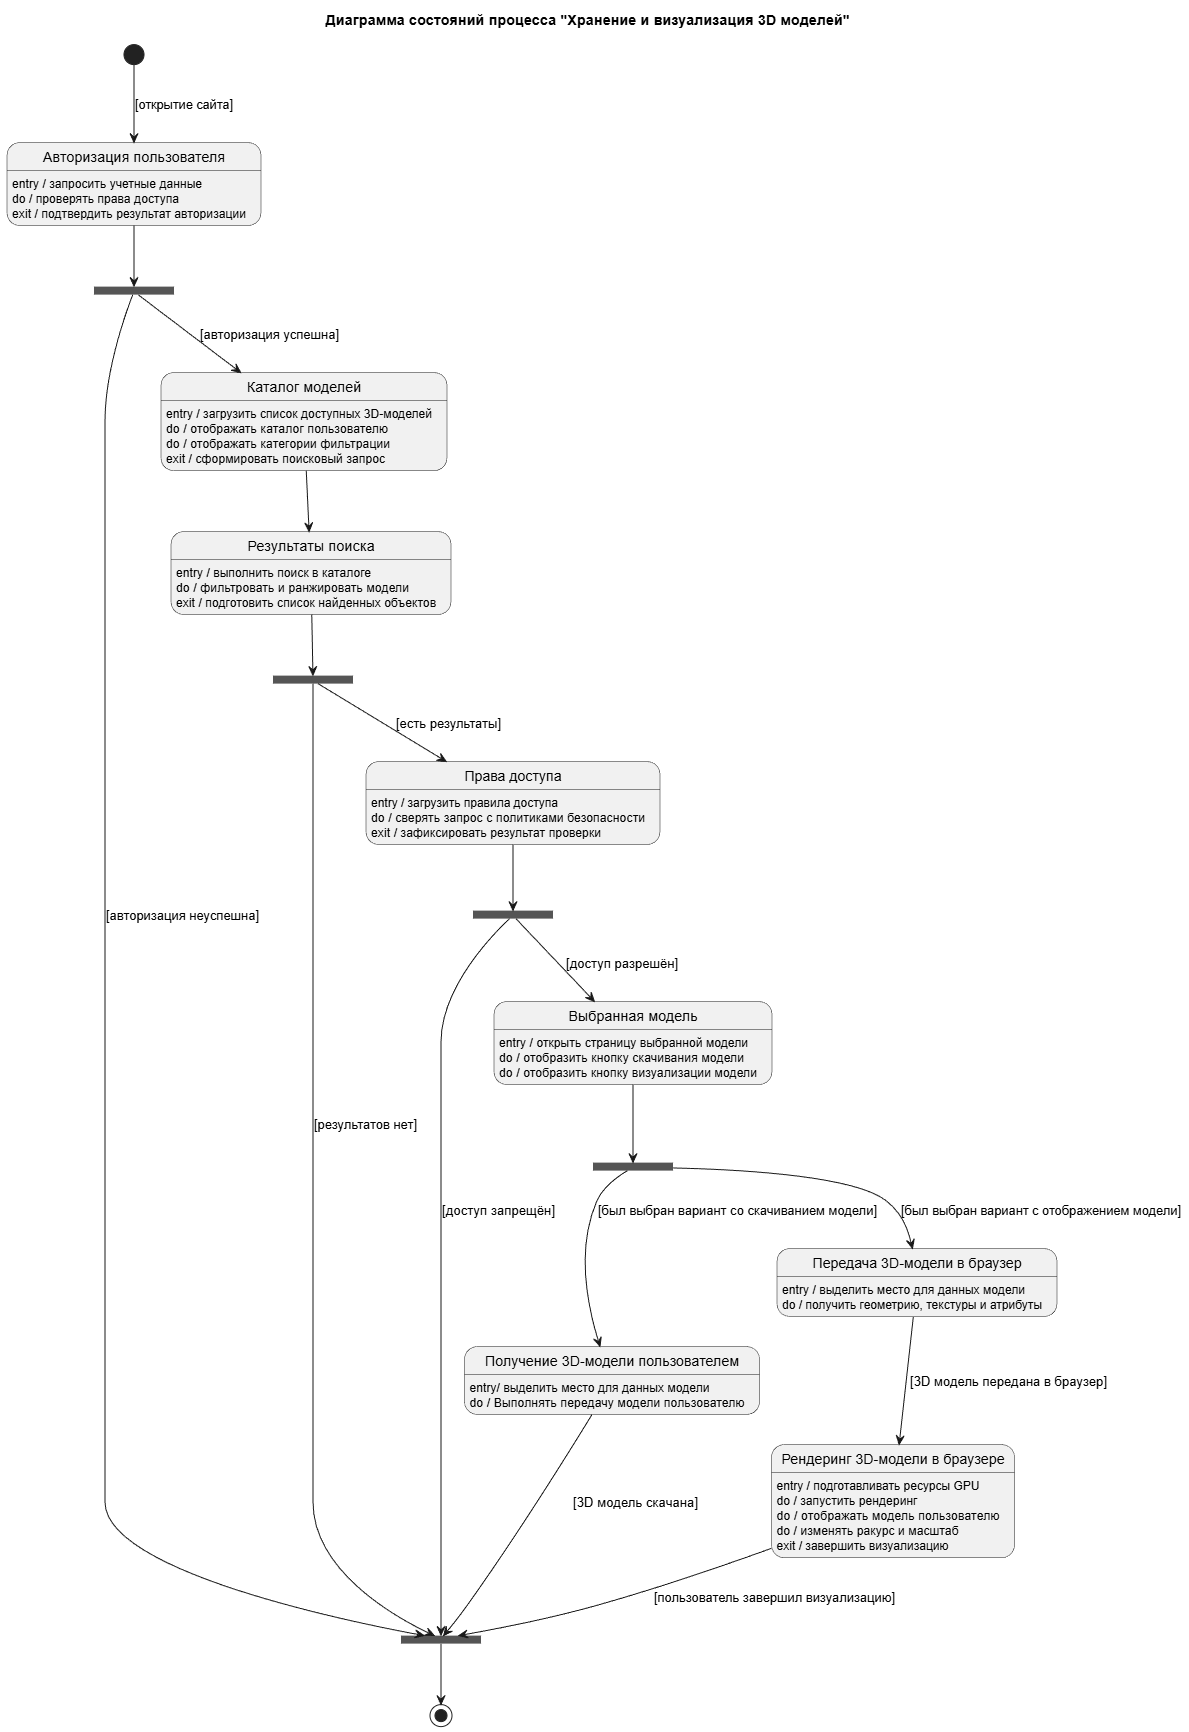 Диаграмма состояний процесса "Хранение и визуализация 3D моделей"
[открытие сайта]
Авторизация пользователя
entry / запросить учетные данные
do / проверять права доступа
exit / подтвердить результат авторизации
[авторизация успешна]
Каталог моделей
entry / загрузить список доступных 3D-моделей
do / отображать каталог пользователю
do / отображать категории фильтрации
exit / сформировать поисковый запрос
Результаты поиска
entry / выполнить поиск в каталоге
do / фильтровать и ранжировать модели
exit / подготовить список найденных объектов
[есть результаты]
Права доступа
entry / загрузить правила доступа
do / сверять запрос с политиками безопасности
exit / зафиксировать результат проверки
[авторизация неуспешна]
[доступ разрешён]
Выбранная модель
entry / открыть страницу выбранной модели
do / отобразить кнопку скачивания модели
do / отобразить кнопку визуализации модели
[результатов нет]
[доступ запрещён]
[был выбран вариант со скачиванием модели]
[был выбран вариант с отображением модели]
Передача 3D-модели в браузер
entry / выделить место для данных модели
do / получить геометрию, текстуры и атрибуты
Получение 3D-модели пользователем
entry/ выделить место для данных модели
do / Выполнять передачу модели пользователю
[3D модель передана в браузер]
Рендеринг 3D-модели в браузере
entry / подготавливать ресурсы GPU
do / запустить рендеринг
do / отображать модель пользователю
do / изменять ракурс и масштаб
exit / завершить визуализацию
[3D модель скачана]
[пользователь завершил визуализацию]